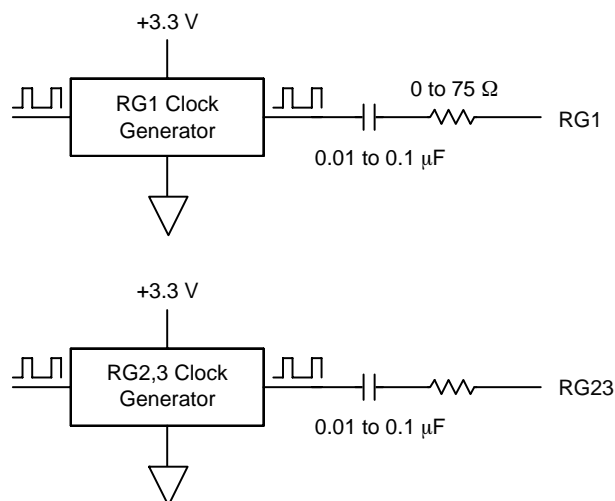 +3.3 V
RG1 Clock
Generator
0 to 75 Ω
RG1
0.01 to 0.1 μF
+3.3 V
RG2,3 Clock
Generator
RG23
0.01 to 0.1 μF